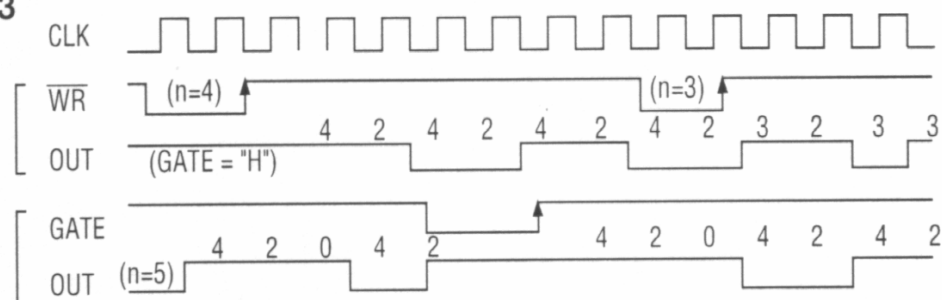 3
CLK
WR (n=4) (n=3)
4 2 4 2 4 2 4 2 3 2 3 3
OUT (GATE = "H")
GATE
4 2 0 4 2 4 2 0 4 2 4 2
OUT (n=5)